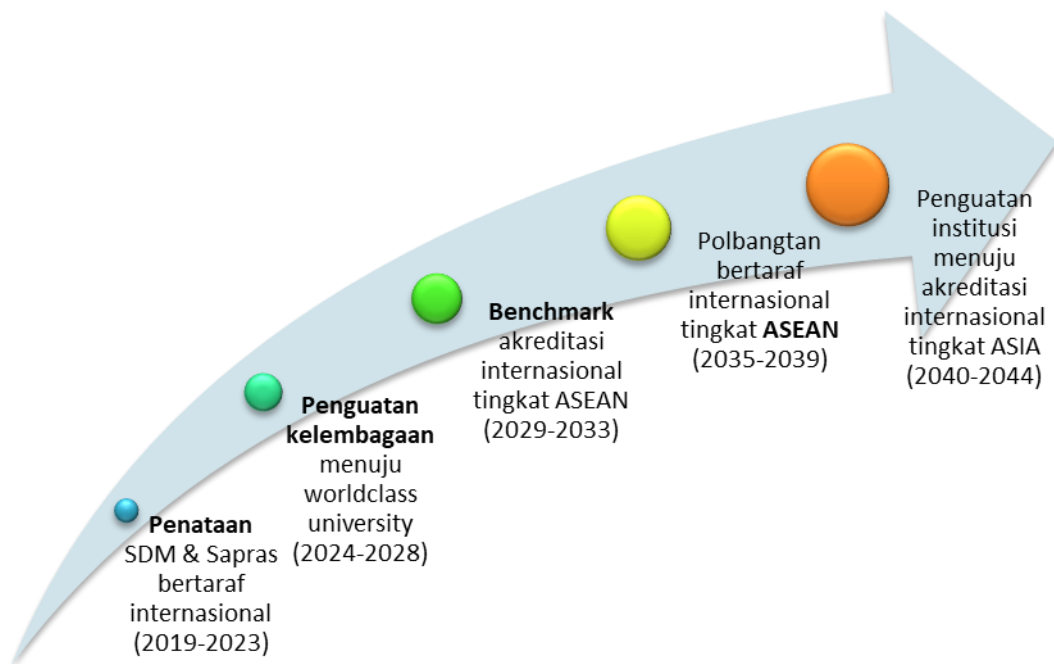 Penataan
SDM & Sapras
bertaraf
internasional
(2019-2023)
Penguatan
kelembagaan
menuju
worldclass
university
(2024-2028)
Benchmark
akreditasi
internasional
tingkat ASEAN
(2029-2033)
Polbangtan
bertaraf
internasional
tingkat ASEAN
(2035-2039)
Penguatan
institusi
menuju
akreditasi
internasional
tingkat ASIA
(2040-2044)